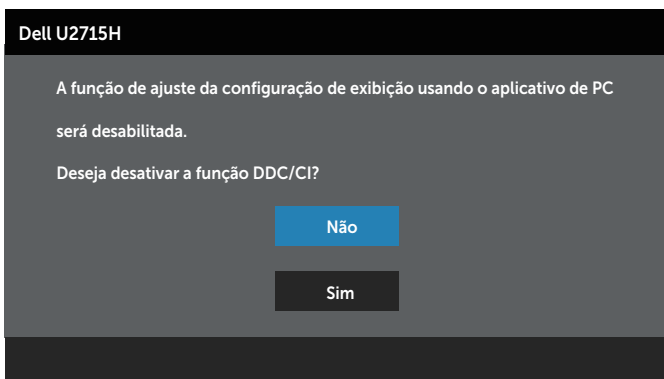 Dell U2715H
A função de ajuste da configuração de exibição usando o aplicativo de PC
será desabilitada.
Deseja desativar a função DDC/CI?
Não
Sim